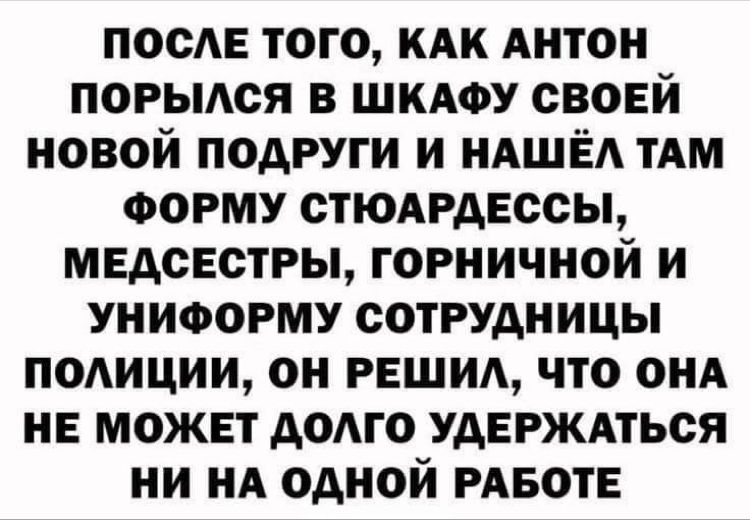 ПОСЛЕ ТОГО, КАК АНТОН
ПОРЫЛСЯ В ШКАФУ СВОЕЙ
НОВОЙ ПОДРУГИ И НАШЁЛ ТАМ
ФОРМУ СТЮАРДЕССЫ,
МЕДСЕСТРЫ, ГОРНИЧНОЙ И
УНИФОРМУ СОТРУДНИЦЫ
ПОЛИЦИИ, ОН РЕШИЛ, ЧТО ОНА
НЕ МОЖЕТ ДОЛГО УДЕРЖАТЬСЯ
НИ НА ОДНОЙ РАБОТЕ